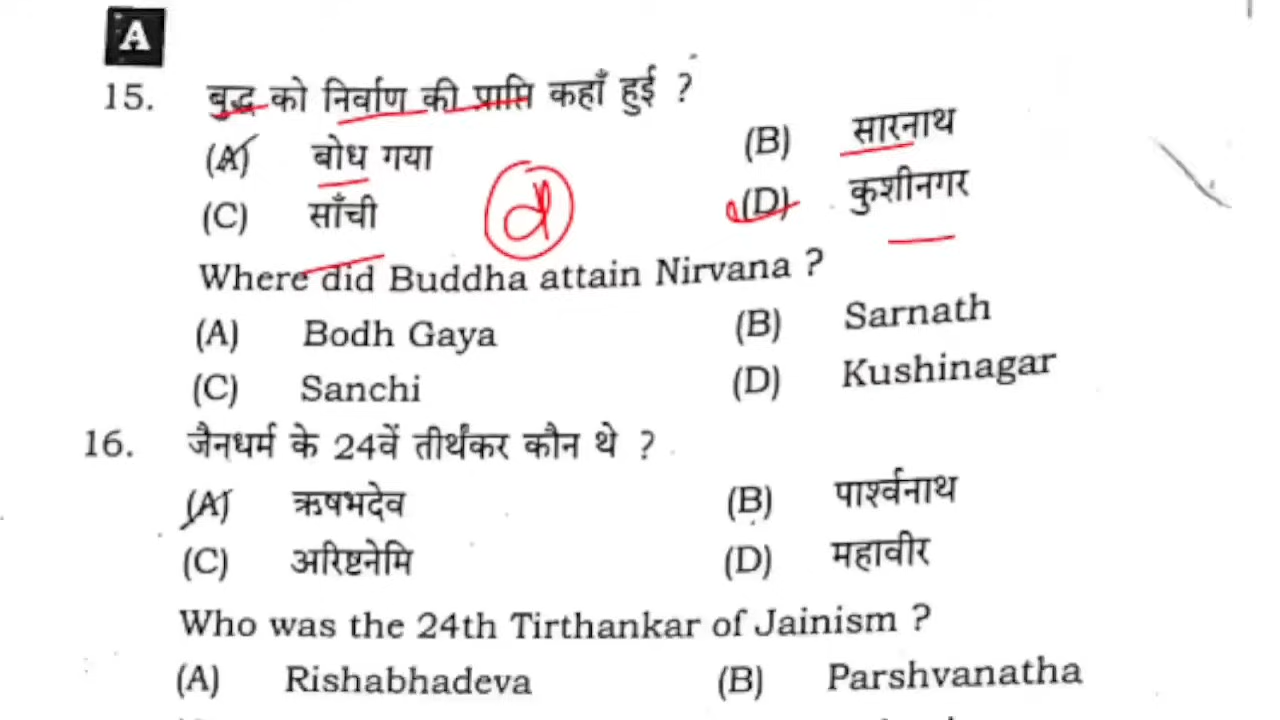 A
15. बुद्ध को निर्वाण की प्राप्ति कहाँ हुई ?
(A) बोध गया (B) सारनाथ
(C) साँची (D) कुशीनगर
d
Where did Buddha attain Nirvana ?
(A) Bodh Gaya (B) Sarnath
(C) Sanchi (D) Kushinagar
16. जैनधर्म के 24वें तीर्थंकर कौन थे ?
(A) ऋषभदेव (B) पार्श्वनाथ
(C) अरिष्टनेमि (D) महावीर
Who was the 24th Tirthankar of Jainism ?
(A) Rishabhadeva (B) Parshvanatha